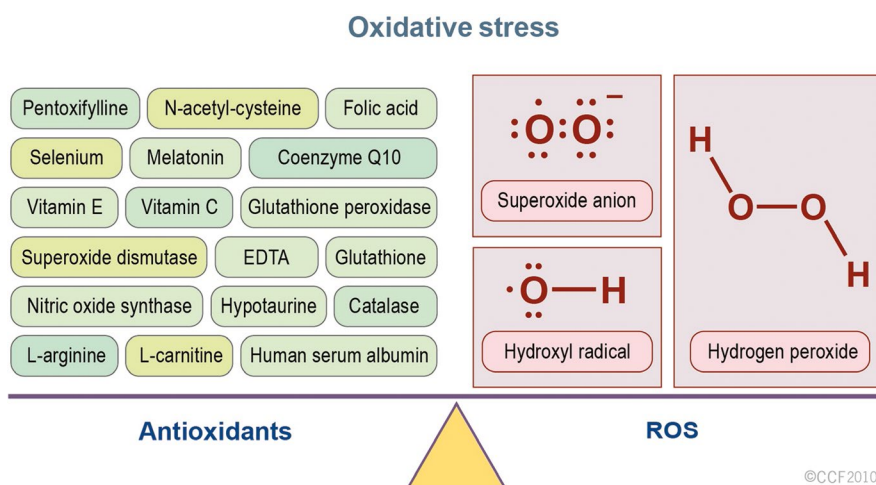 Oxidative stress
Pentoxifylline N-acetyl-cysteine Folic acid
Selenium Melatonin Coenzyme Q10
Vitamin E Vitamin C Glutathione peroxidase
Superoxide dismutase EDTA Glutathione
Nitric oxide synthase Hypotaurine Catalase
L-arginine L-carnitine Human serum albumin
O:O –
Superoxide anion
O H
Hydroxyl radical
H
O O
H
Hydrogen peroxide
Antioxidants ROS
©CCF2010